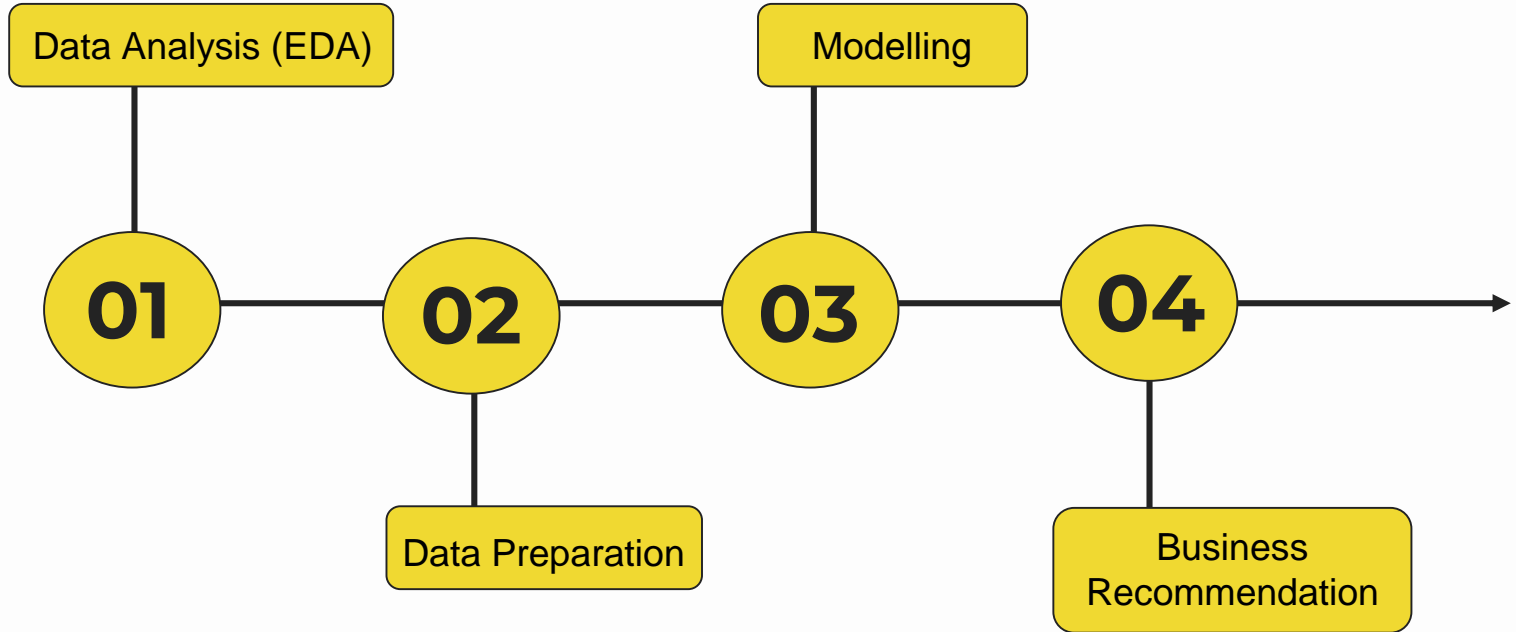 Data Analysis (EDA)
Modelling
01
02
03
04
Data Preparation
Business
Recommendation